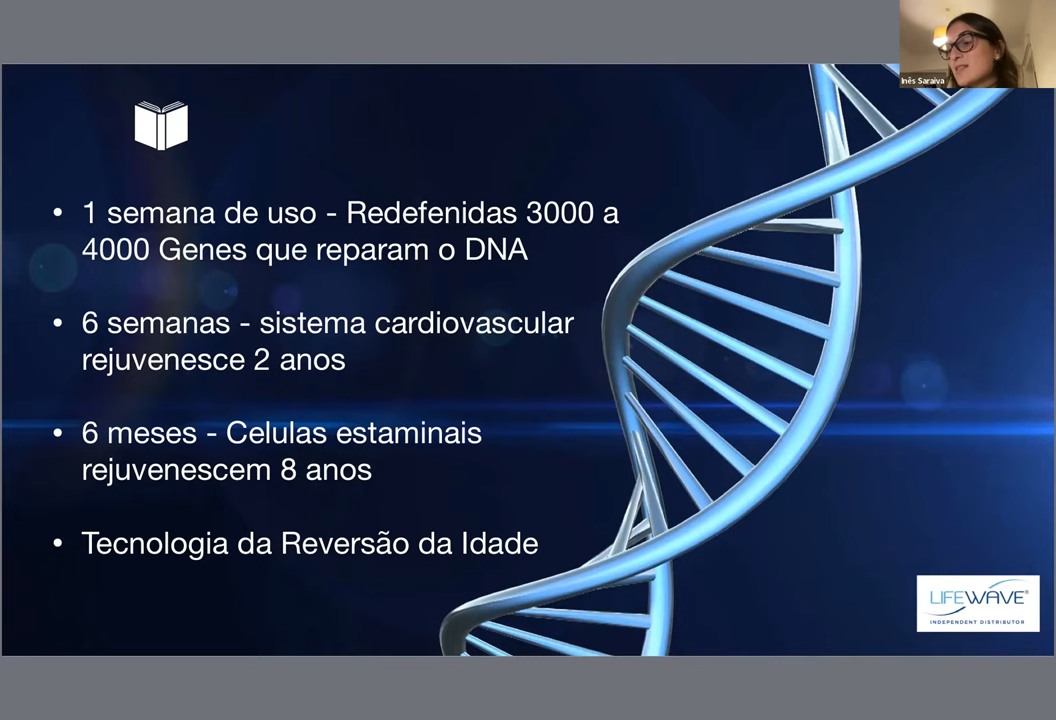 Inês Saraiva
• 1 semana de uso - Redefenidas 3000 a
4000 Genes que reparam o DNA
• 6 semanas - sistema cardiovascular
rejuvenesce 2 anos
• 6 meses - Celulas estaminais
rejuvenescem 8 anos
• Tecnologia da Reversão da Idade
LIFEWAVE®
INDEPENDENT DISTRIBUTOR